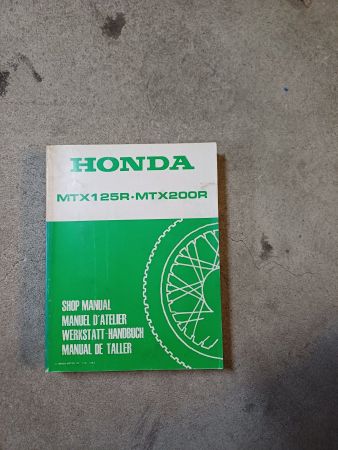 HONDA
MTX125R-MTX200R
SHOP MANUAL
MANUEL D'ATELIER
WERKSTATT-HANDBUCH
MANUAL DE TALLER